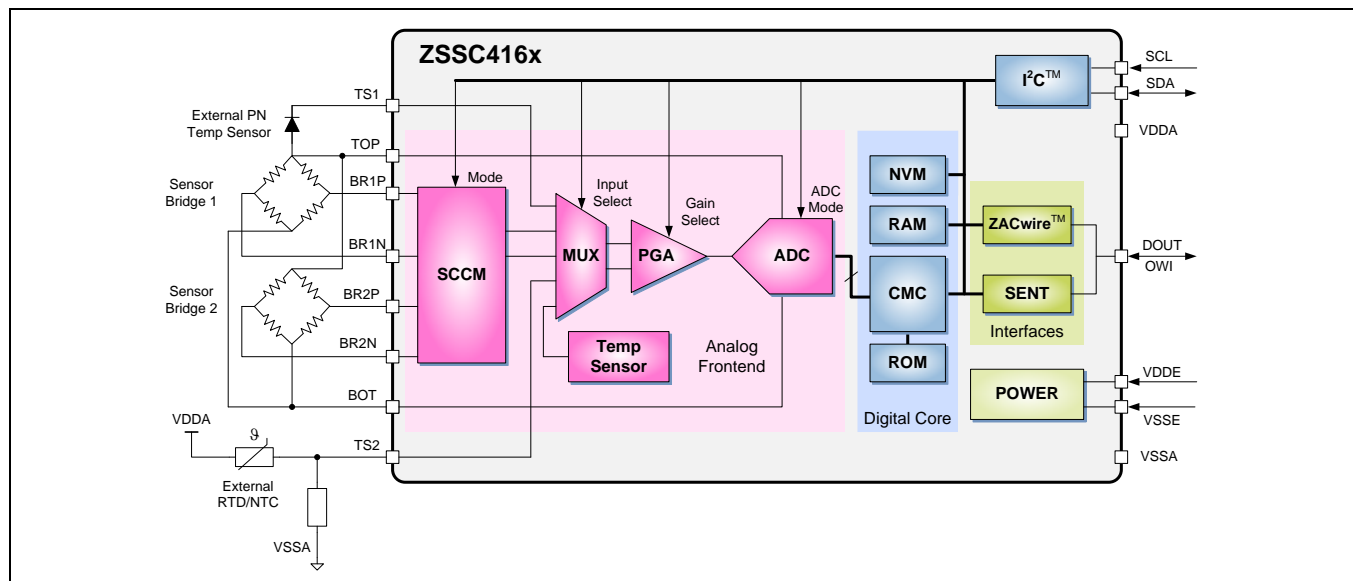 ZSSC416x
I²C™
SCL
SDA
TS1
External PN
Temp Sensor
VDDA
TOP
Mode
Input
Select
Gain
Select
ADC
Mode
NVM
BR1P
Sensor
Bridge 1
RAM
ZACwire™
BR1N
SCCM
MUX
PGA
ADC
CMC
DOUT
OWI
SENT
Sensor
Bridge 2
BR2P
Interfaces
BR2N
Temp
Sensor
Analog
Frontend
ROM
POWER
VDDE
VSSE
BOT
Digital Core
VDDA
ϑ
TS2
VSSA
External
RTD/NTC
VSSA